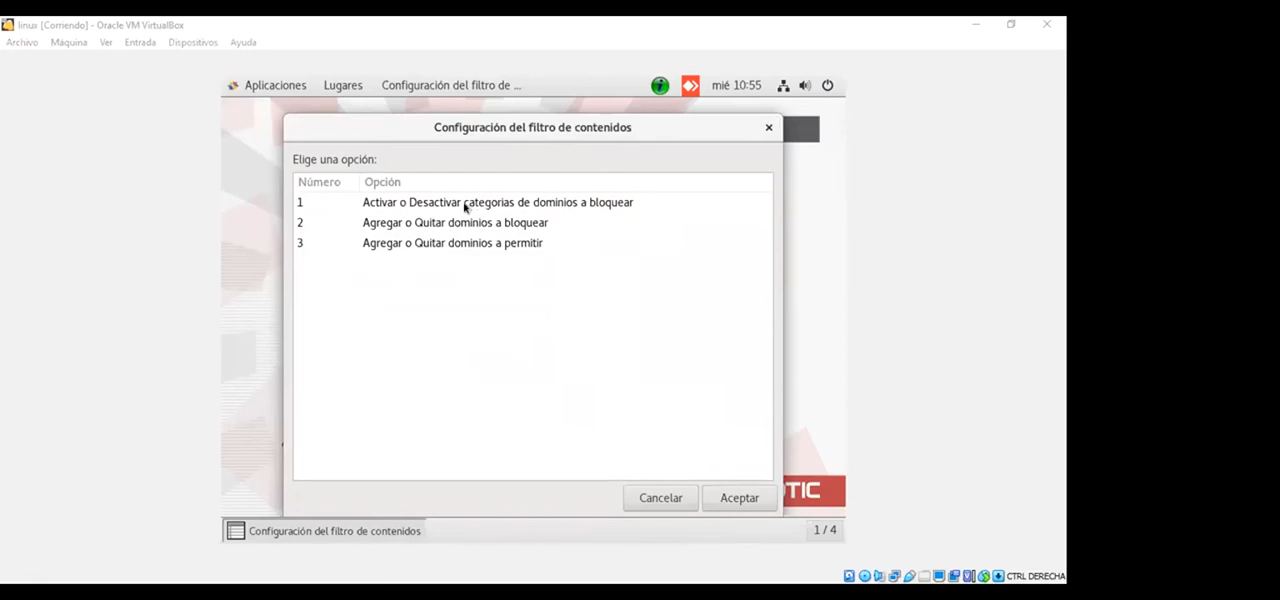 linux [Corriendo] - Oracle VM VirtualBox
Archivo Máquina Ver Entrada Dispositivos Ayuda
Aplicaciones Lugares Configuración del filtro de ... mié 10:55
Configuración del filtro de contenidos
Elige una opción:
Número Opción
1 Activar o Desactivar categorias de dominios a bloquear
2 Agregar o Quitar dominios a bloquear
3 Agregar o Quitar dominios a permitir
Cancelar Aceptar
TIC
Configuración del filtro de contenidos 1 / 4
CTRL DERECHA